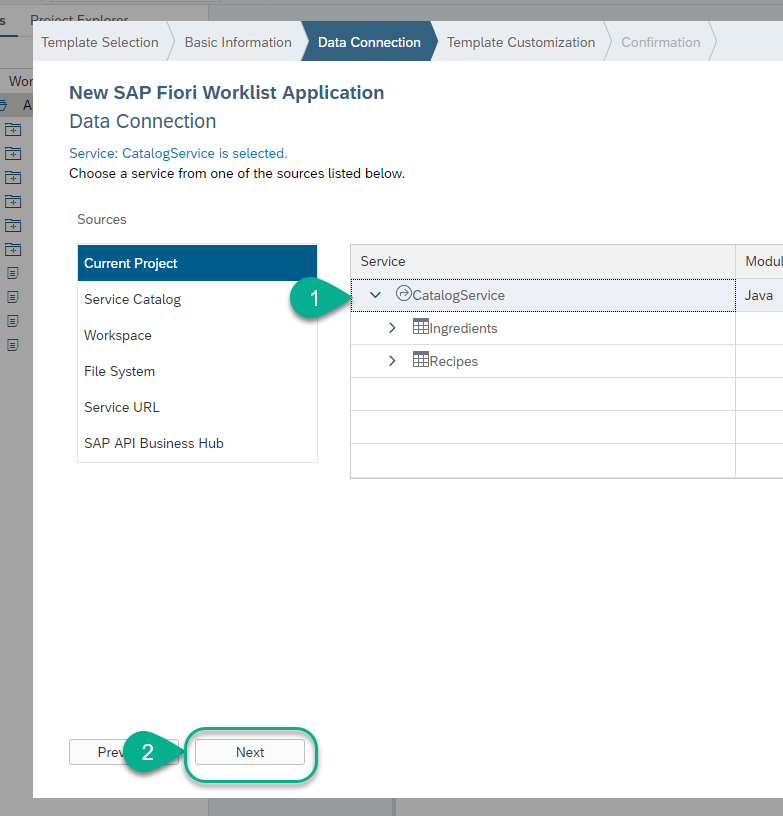 s Project Explorer
Template Selection Basic Information Data Connection Template Customization Confirmation
Wor
A
New SAP Fiori Worklist Application
Data Connection
Service: CatalogService is selected.
Choose a service from one of the sources listed below.
Sources
Current Project
Service Catalog
Workspace
File System
Service URL
SAP API Business Hub
Service Modul
1 CatalogService Java
Ingredients
Recipes
Prev 2 Next